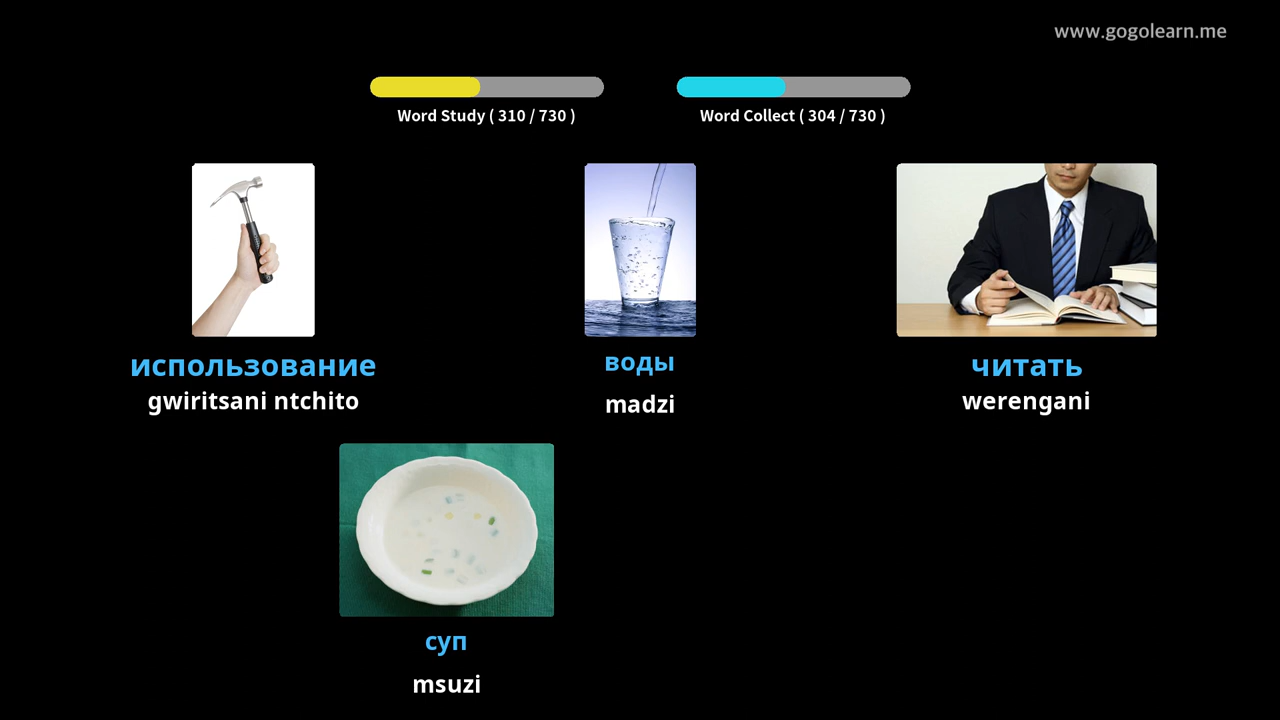 www.gogolearn.me
Word Study ( 310 / 730 )
Word Collect ( 304 / 730 )
использование
gwiritsani ntchito
воды
madzi
читать
werengani
суп
msuzi